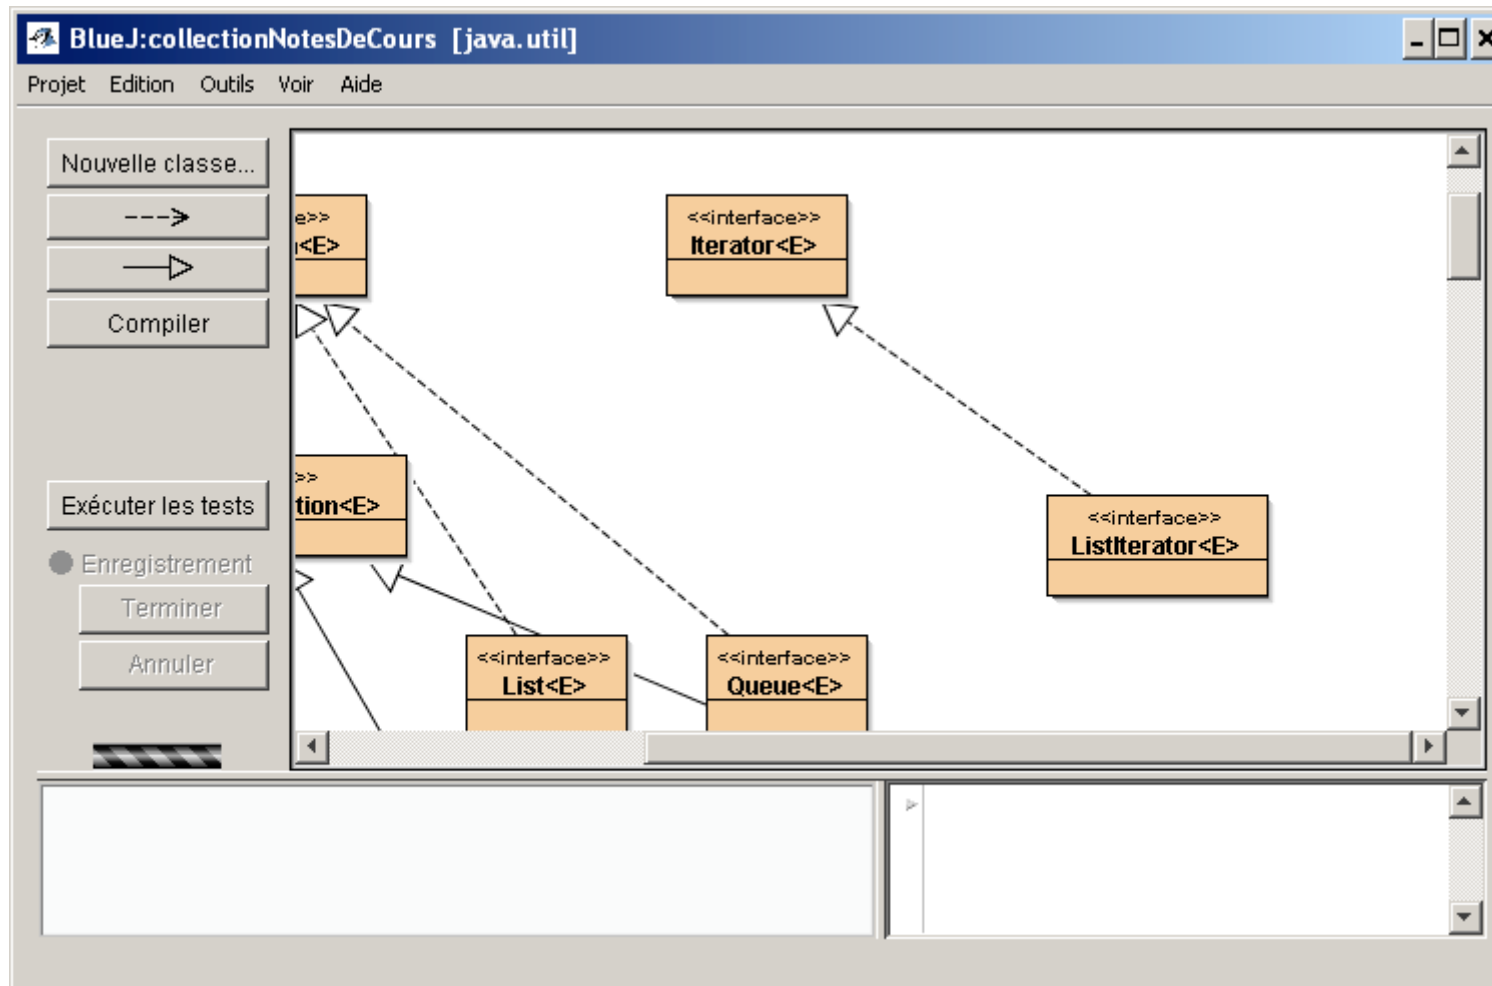 BlueJ:collectionNotesDeCours [java.util]
Projet Edition Outils Voir Aide
Nouvelle classe...
Compiler
Exécuter les tests
Enregistrement
Terminer
Annuler
e>>
<E>
<<interface>>
Iterator<E>
>>
tion<E>
<<interface>>
ListIterator<E>
<<interface>>
List<E>
<<interface>>
Queue<E>